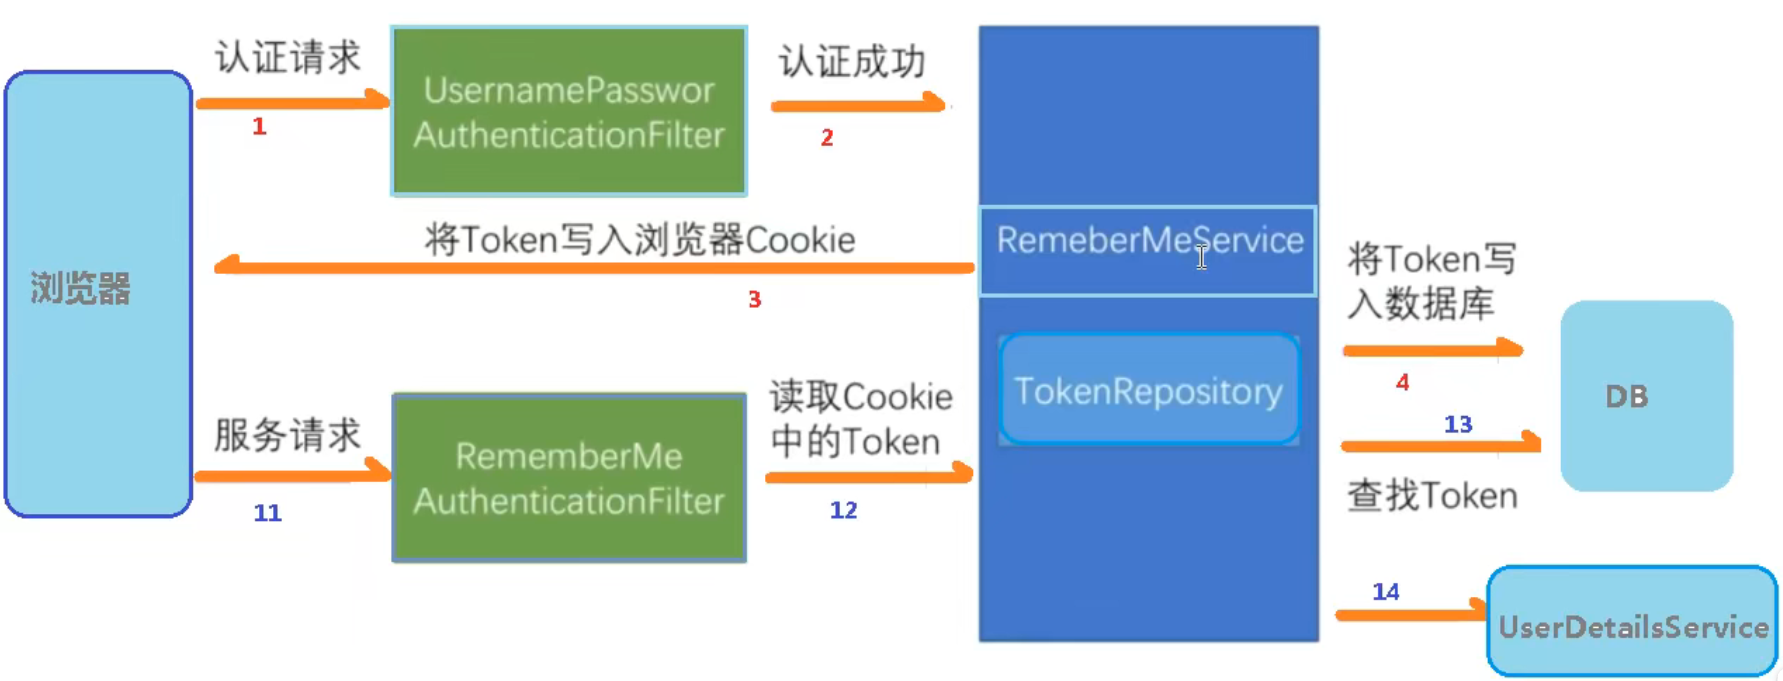 认证请求
1
UsernamePasswor
AuthenticationFilter
认证成功
2
将Token写入浏览器Cookie
3
浏览器
RemeberMeService
将Token写
入数据库
4
TokenRepository
DB
13
查找Token
服务请求
11
RememberMe
AuthenticationFilter
读取Cookie
中的Token
12
14
UserDetailsService